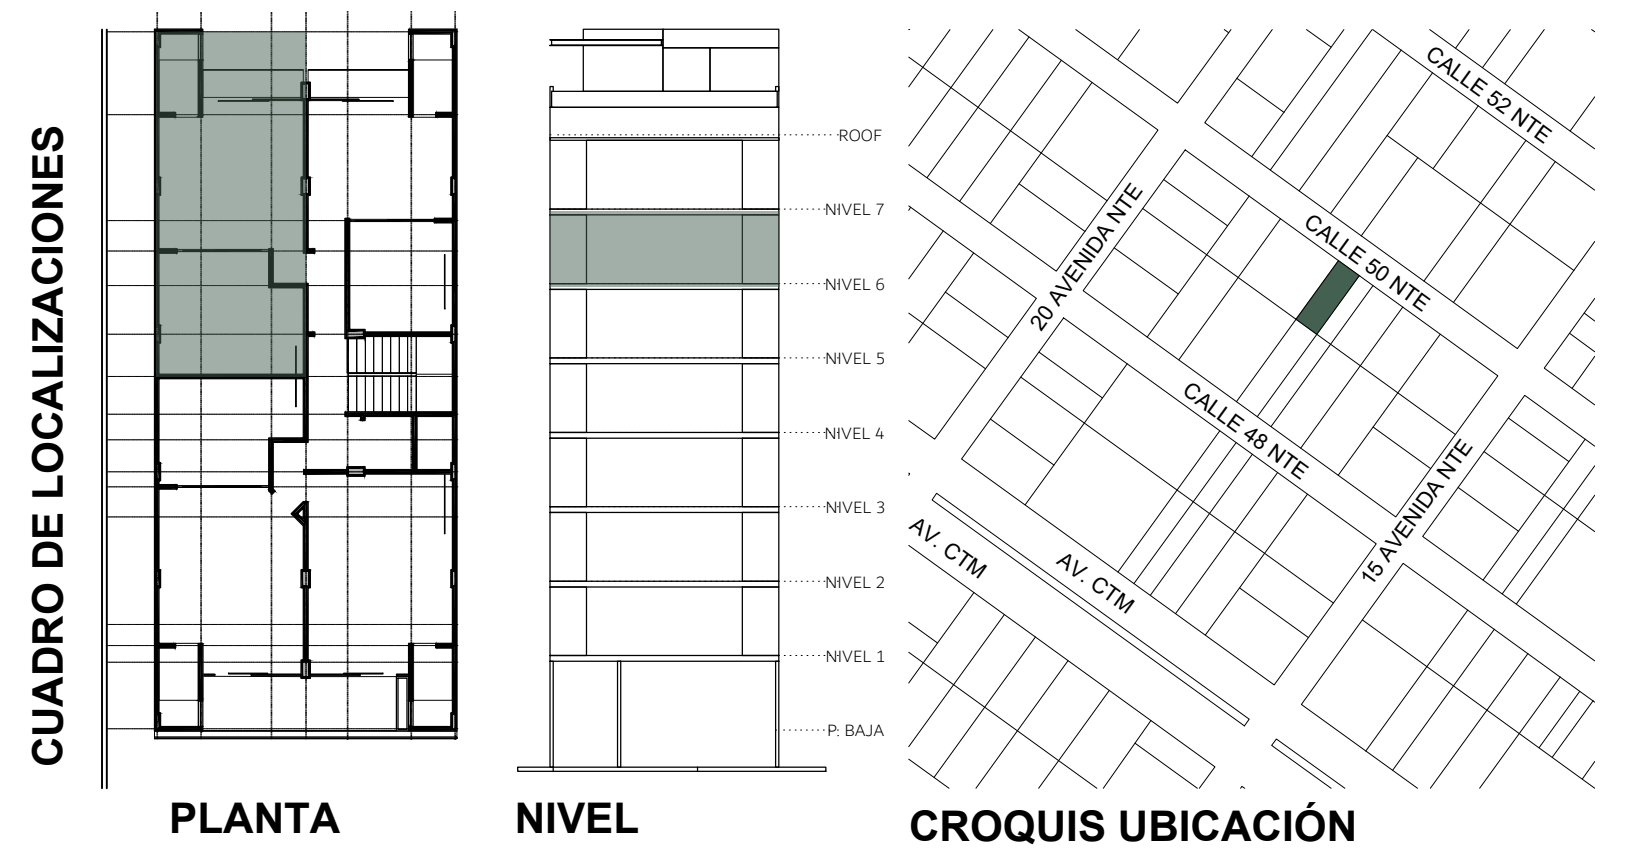 CUADRO DE LOCALIZACIONES
PLANTA
ROOF
NIVEL 7
NIVEL 6
NIVEL 5
NIVEL 4
NIVEL 3
NIVEL 2
NIVEL 1
P. BAJA
NIVEL
CALLE 52 NTE
20 AVENIDA NTE
CALLE 50 NTE
CALLE 48 NTE
15 AVENIDA NTE
AV. CTM
AV. CTM
CROQUIS UBICACIÓN